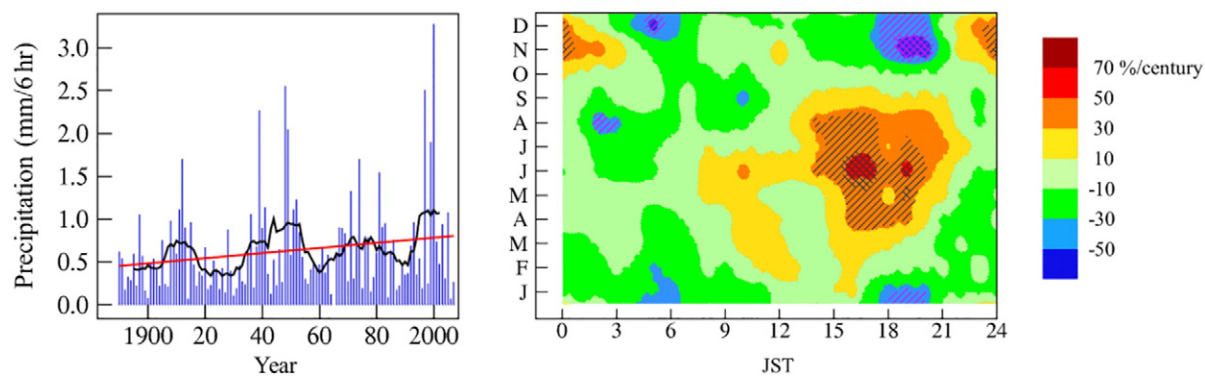 Precipitation (mm/6 hr)
3.0
2.5
2.0
1.5
1.0
0.5
0.0
1900 20 40 60 80 2000
Year
D
N
O
S
A
J
J
M
A
M
F
J
0 3 6 9 12 15 18 21 24
JST
70 %/century
50
30
10
-10
-30
-50